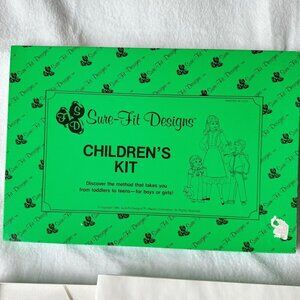 Sure-Fit Designs
CHILDREN'S
KIT
Discover the method that takes you
from toddlers to teens—for boys or girls!